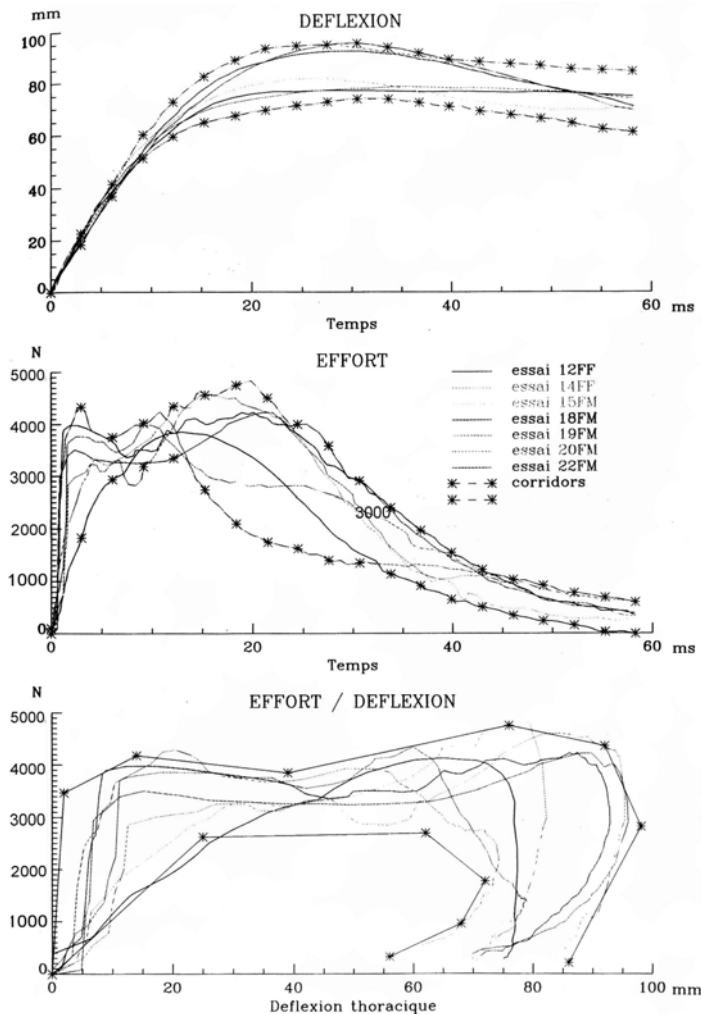 mm
DEFLEXION
100
80
60
40
20
0
0 20 40 60 ms
Temps
N
EFFORT
5000
4000
3000
2000
1000
0
essai 12FF
essai 14FF
essai 15FM
essai 18FM
essai 19FM
essai 20FM
essai 22FM
corridors
3000
0 20 40 60 ms
Temps
N
EFFORT / DEFLEXION
5000
4000
3000
2000
1000
0
0 20 40 60 80 100 mm
Deflexion thoracique